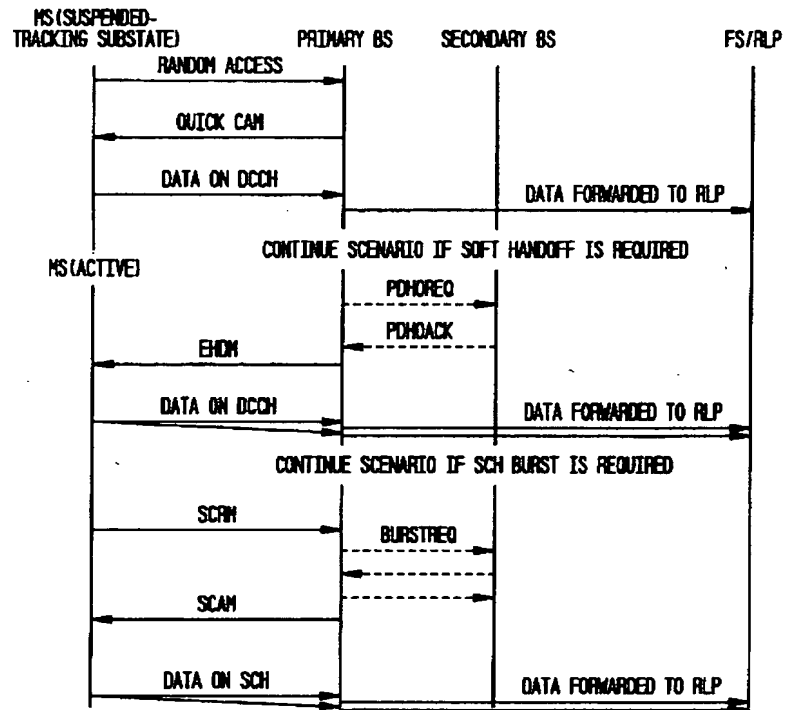 MS(SUSPENDED-
TRACKING SUBSTATE)
PRIMARY BS
SECONDARY BS
FS/RLP
RANDOM ACCESS
QUICK CAM
DATA ON DCCH
DATA FORWARDED TO RLP
CONTINUE SCENARIO IF SOFT HANDOFF IS REQUIRED
MS(ACTIVE)
PDHOREQ
PDHOACK
EHDM
DATA ON DCCH
DATA FORWARDED TO RLP
CONTINUE SCENARIO IF SCH BURST IS REQUIRED
SCRM
BURSTREQ
SCAM
DATA ON SCH
DATA FORWARDED TO RLP